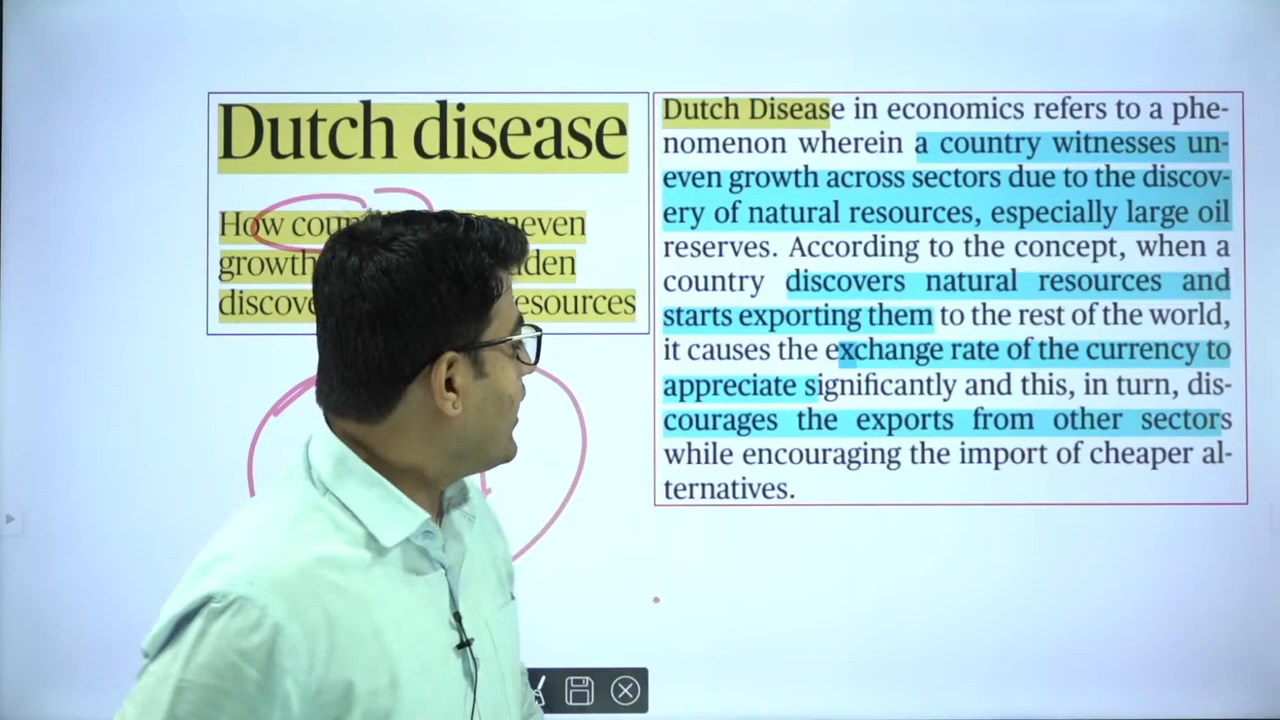 Dutch disease
How cou uneven
growth dden
discove esources
Dutch Disease in economics refers to a phe-
nomenon wherein a country witnesses un-
even growth across sectors due to the discov-
ery of natural resources, especially large oil
reserves. According to the concept, when a
country discovers natural resources and
starts exporting them to the rest of the world,
it causes the exchange rate of the currency to
appreciate significantly and this, in turn, dis-
courages the exports from other sectors
while encouraging the import of cheaper al-
ternatives.